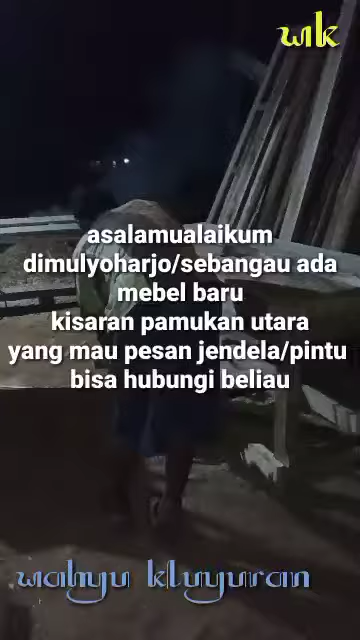 wk
asalamualaikum
dimulyoharjo/sebangau ada
mebel baru
kisaran pamukan utara
yang mau pesan jendela/pintu
bisa hubungi beliau
wahyu kluyuran